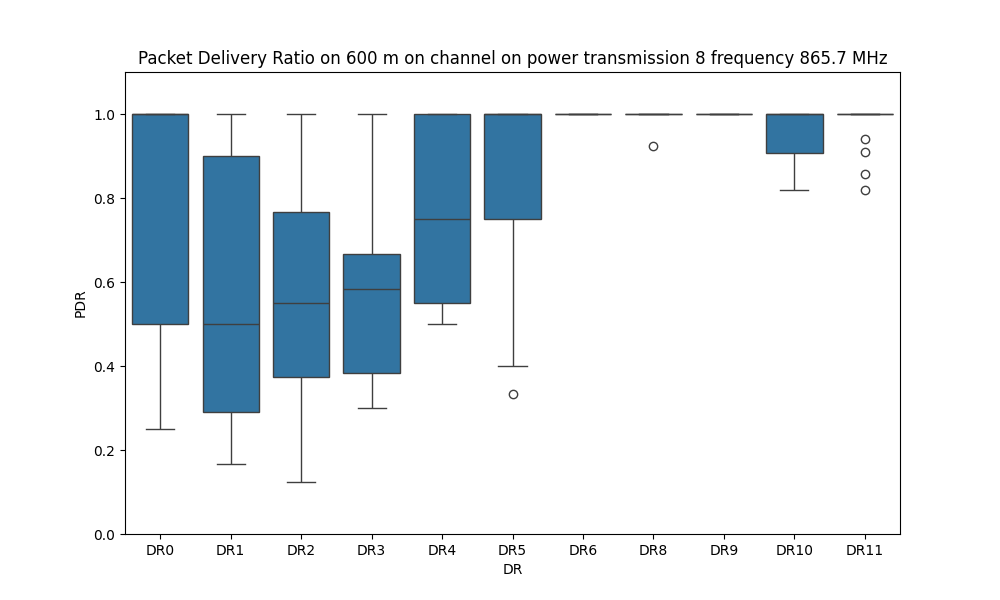 Packet Delivery Ratio on 600 m on channel on power transmission 8 frequency 865.7 MHz
PDR
1.0
0.8
0.6
0.4
0.2
0.0
DR0 DR1 DR2 DR3 DR4 DR5 DR6 DR8 DR9 DR10 DR11
DR